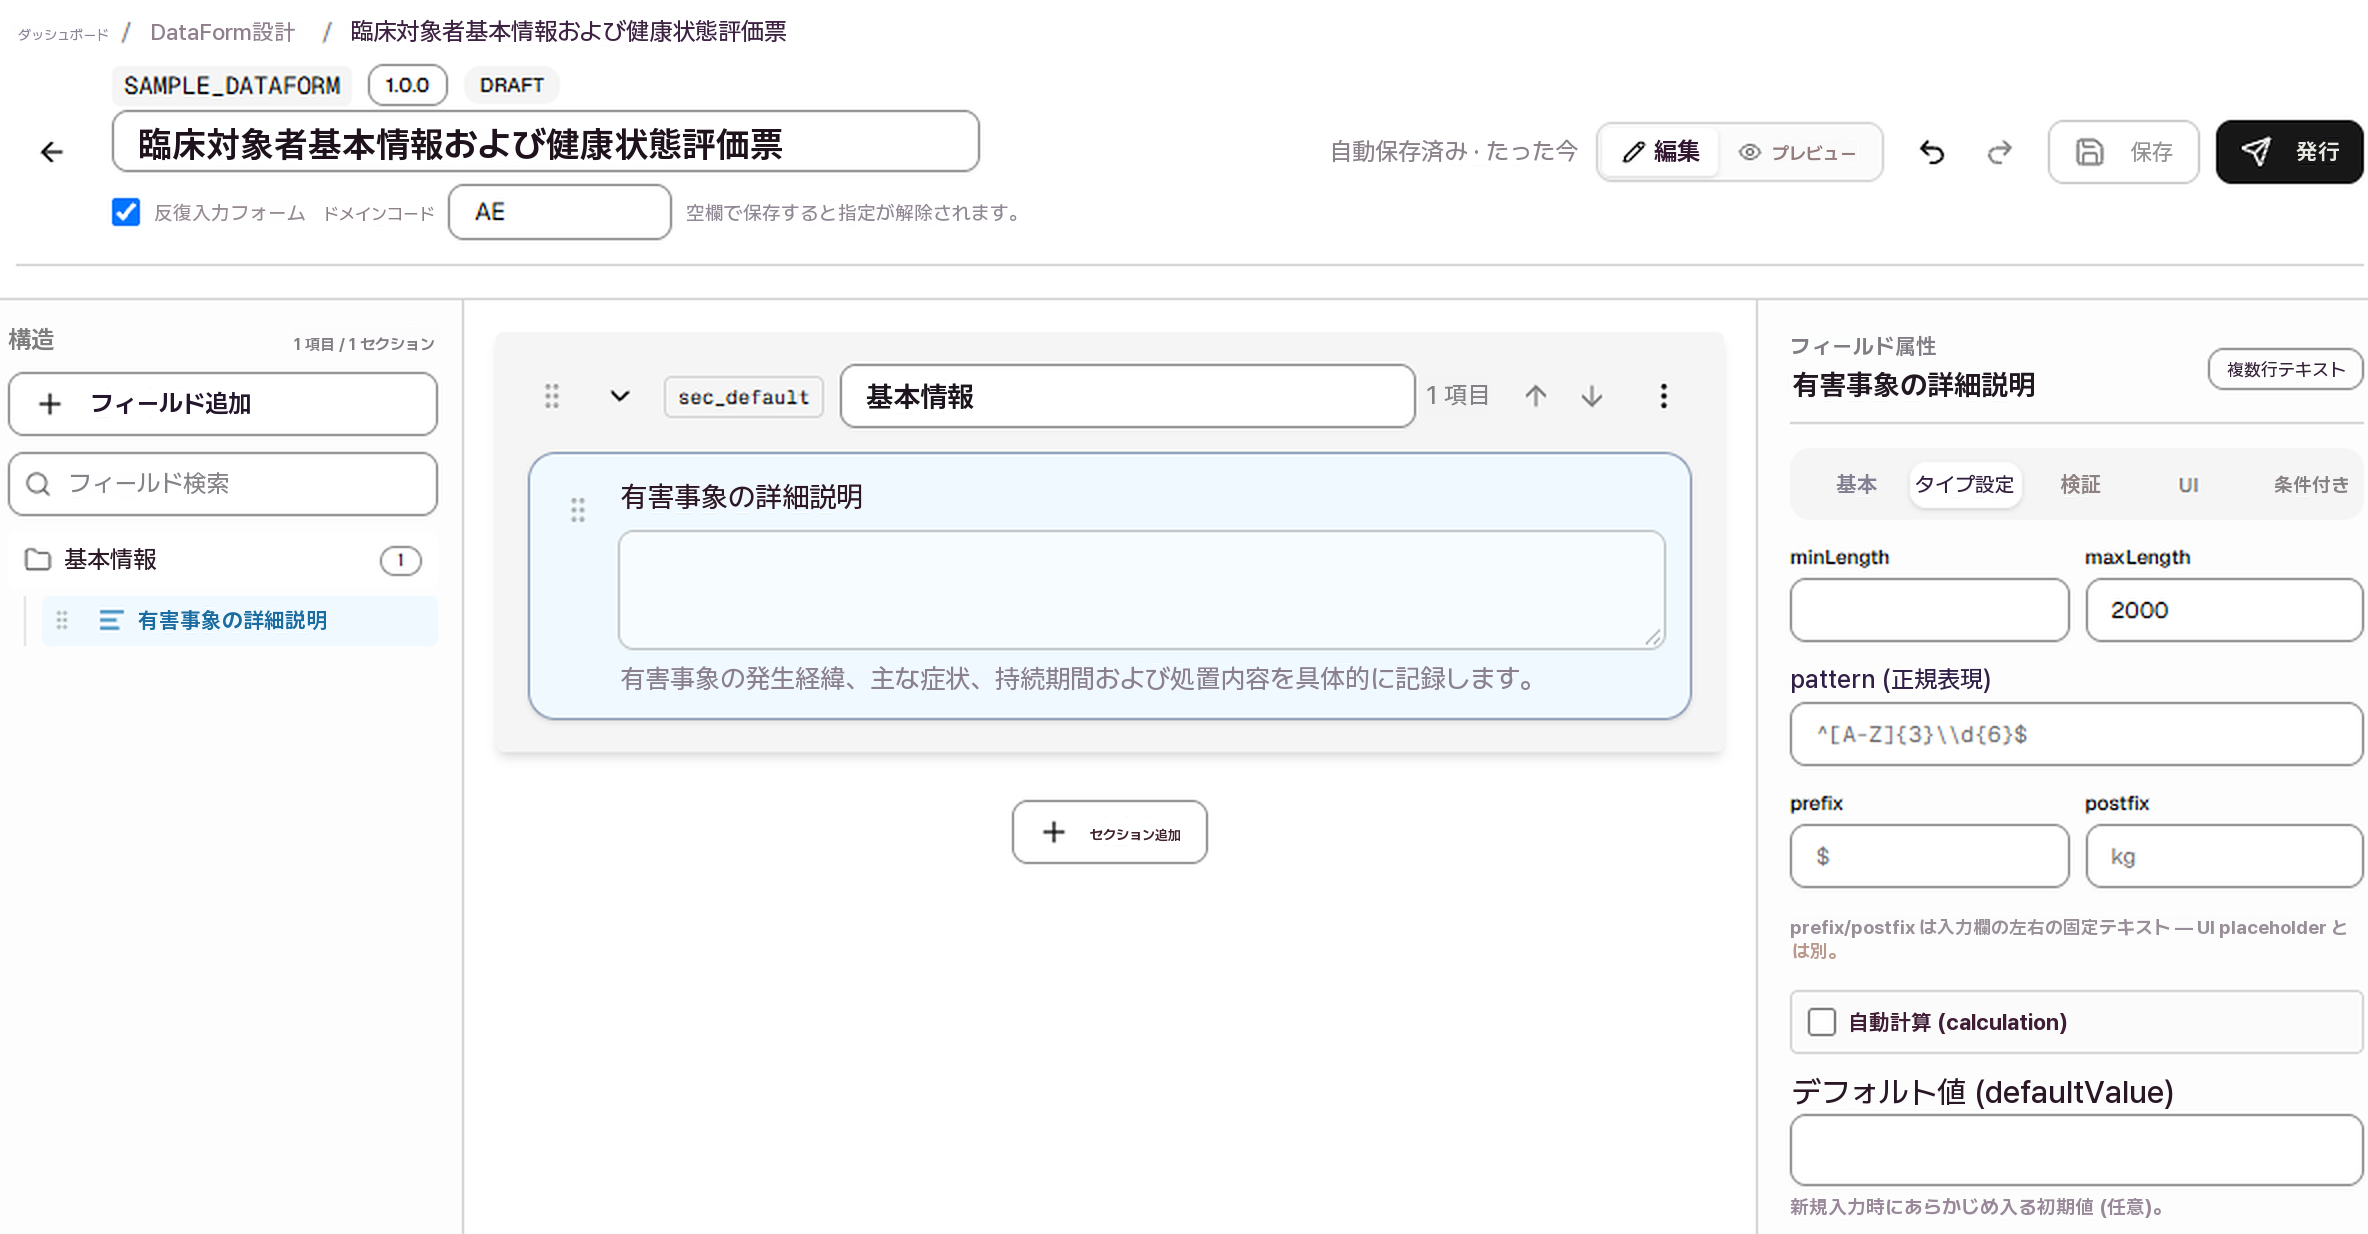 ダッシュボード / DataForm設計 / 臨床対象者基本情報および健康状態評価票
SAMPLE_DATAFORM 1.0.0 DRAFT
臨床対象者基本情報および健康状態評価票
自動保存済み · たった今 編集 プレビュー 保存 発行
反復入力フォーム ドメインコード AE 空欄で保存すると指定が解除されます。
構造 1 項目 / 1 セクション
フィールド追加
フィールド検索
基本情報 1
有害事象の詳細説明
sec_default 基本情報 1 項目
有害事象の詳細説明
有害事象の発生経緯、主な症状、持続期間および処置内容を具体的に記録します。
セクション追加
フィールド属性
有害事象の詳細説明 複数行テキスト
基本 タイプ設定 検証 UI 条件付き
minLength maxLength
2000
pattern (正規表現)
^[A-Z]{3}\\d{6}$
prefix postfix
$ kg
prefix/postfix は入力欄の左右の固定テキスト — UI placeholder と
は別。
自動計算 (calculation)
デフォルト値 (defaultValue)
新規入力時にあらかじめ入る初期値 (任意)。